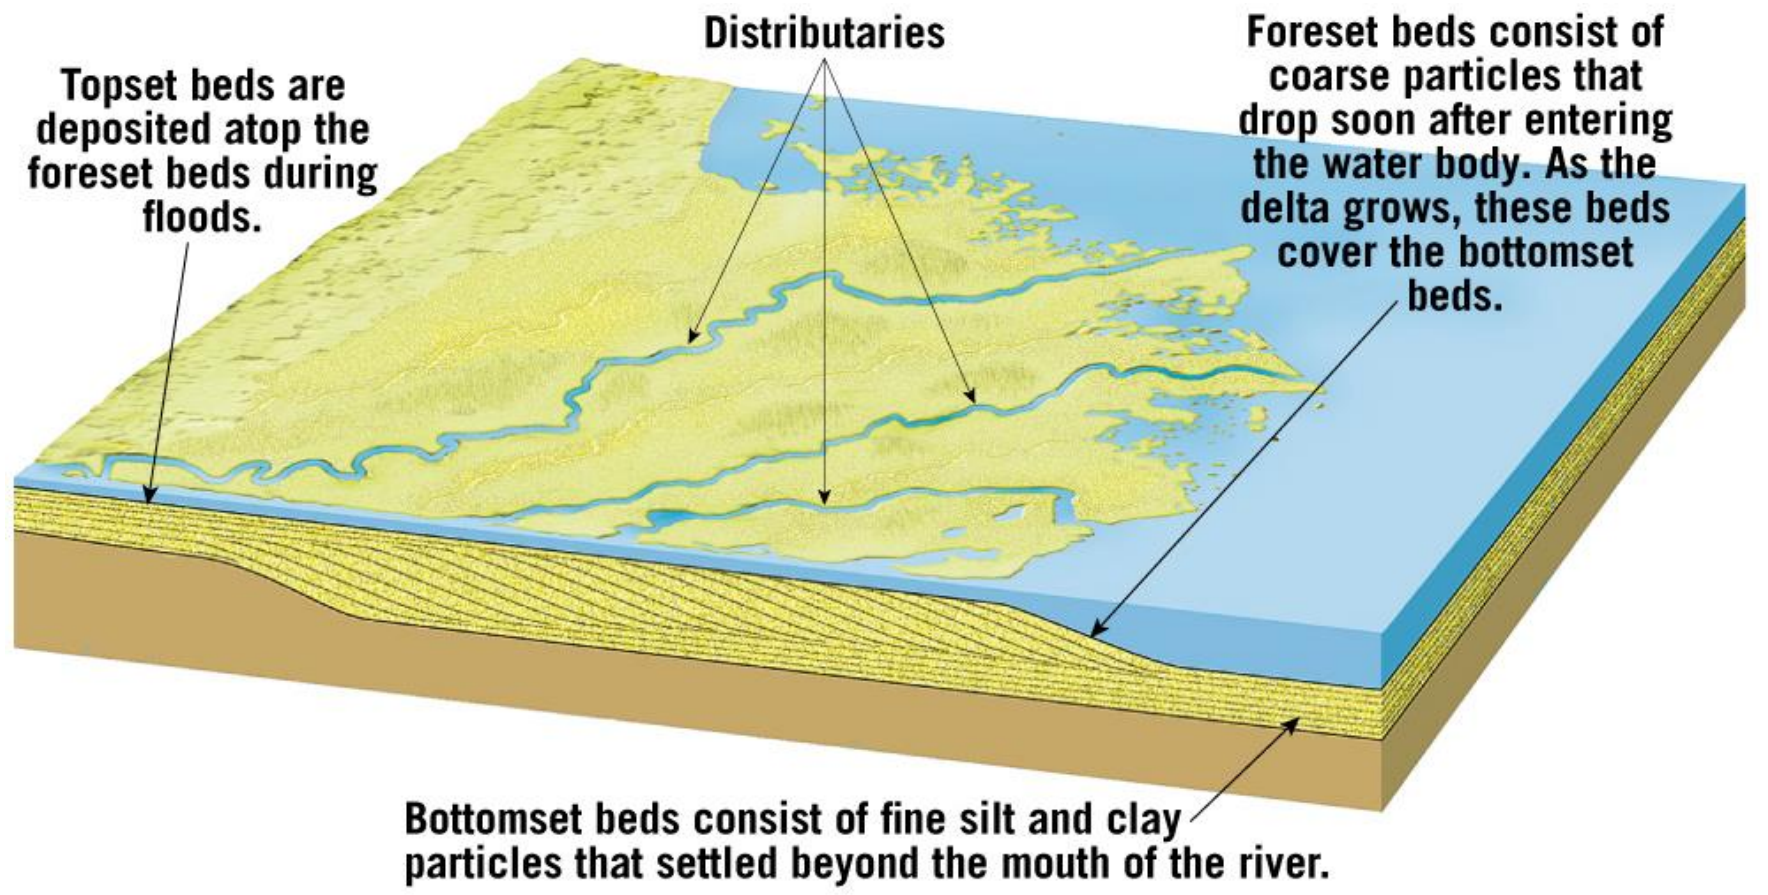 Distributaries
Topset beds are
deposited atop the
foreset beds during
floods.
Foreset beds consist of
coarse particles that
drop soon after entering
the water body. As the
delta grows, these beds
cover the bottomset
beds.
Bottomset beds consist of fine silt and clay
particles that settled beyond the mouth of the river.